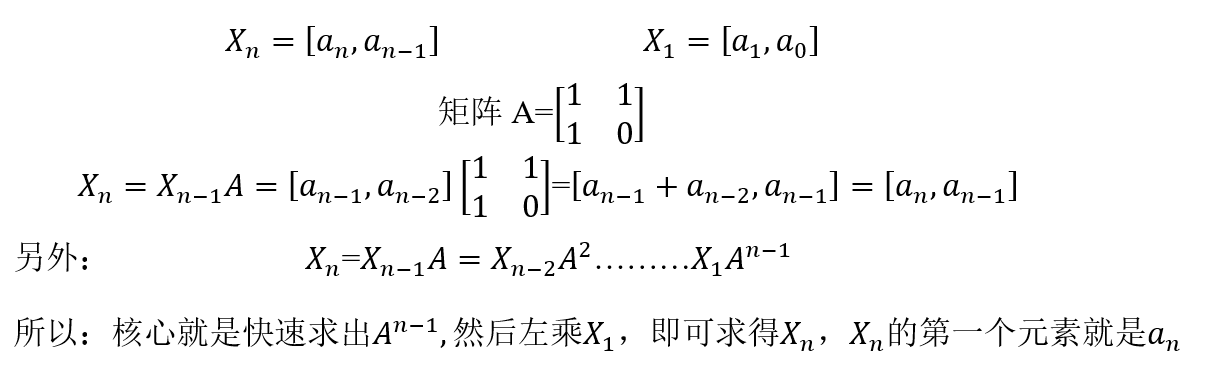 Xₙ = [aₙ, aₙ₋₁] X₁ = [a₁, a₀]
矩阵 A=[1 1; 1 0]
Xₙ = Xₙ₋₁A = [aₙ₋₁, aₙ₋₂] [1 1; 1 0]=[aₙ₋₁ + aₙ₋₂, aₙ₋₁] = [aₙ, aₙ₋₁]
另外： Xₙ=Xₙ₋₁A = Xₙ₋₂A².........X₁Aⁿ⁻¹
所以：核心就是快速求出Aⁿ⁻¹, 然后左乘X₁，即可求得Xₙ，Xₙ的第一个元素就是aₙ